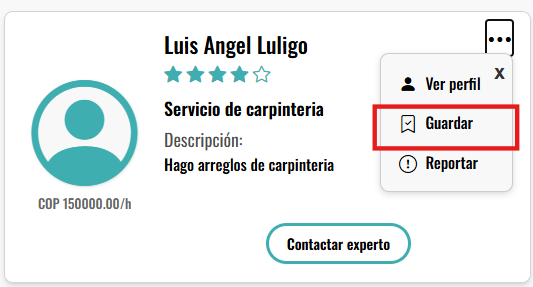 Luis Angel Luligo
•••
x
Ver perfil
Guardar
Reportar
Servicio de carpinteria
Descripción:
Hago arreglos de carpinteria
COP 150000.00/h
Contactar experto